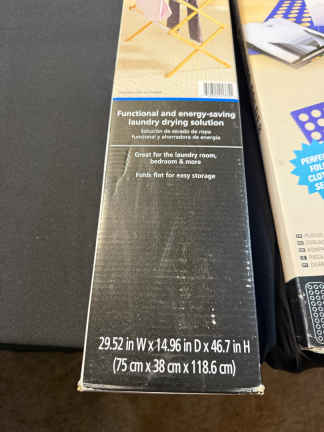 Functional and energy-saving
laundry drying solution
Solución de secado de ropa
funcional y ahorradora de energía
Great for the laundry room,
bedroom & more
Folds flat for easy storage
29.52 in W x 14.96 in D x 46.7 in H
(75 cm x 38 cm x 118.6 cm)